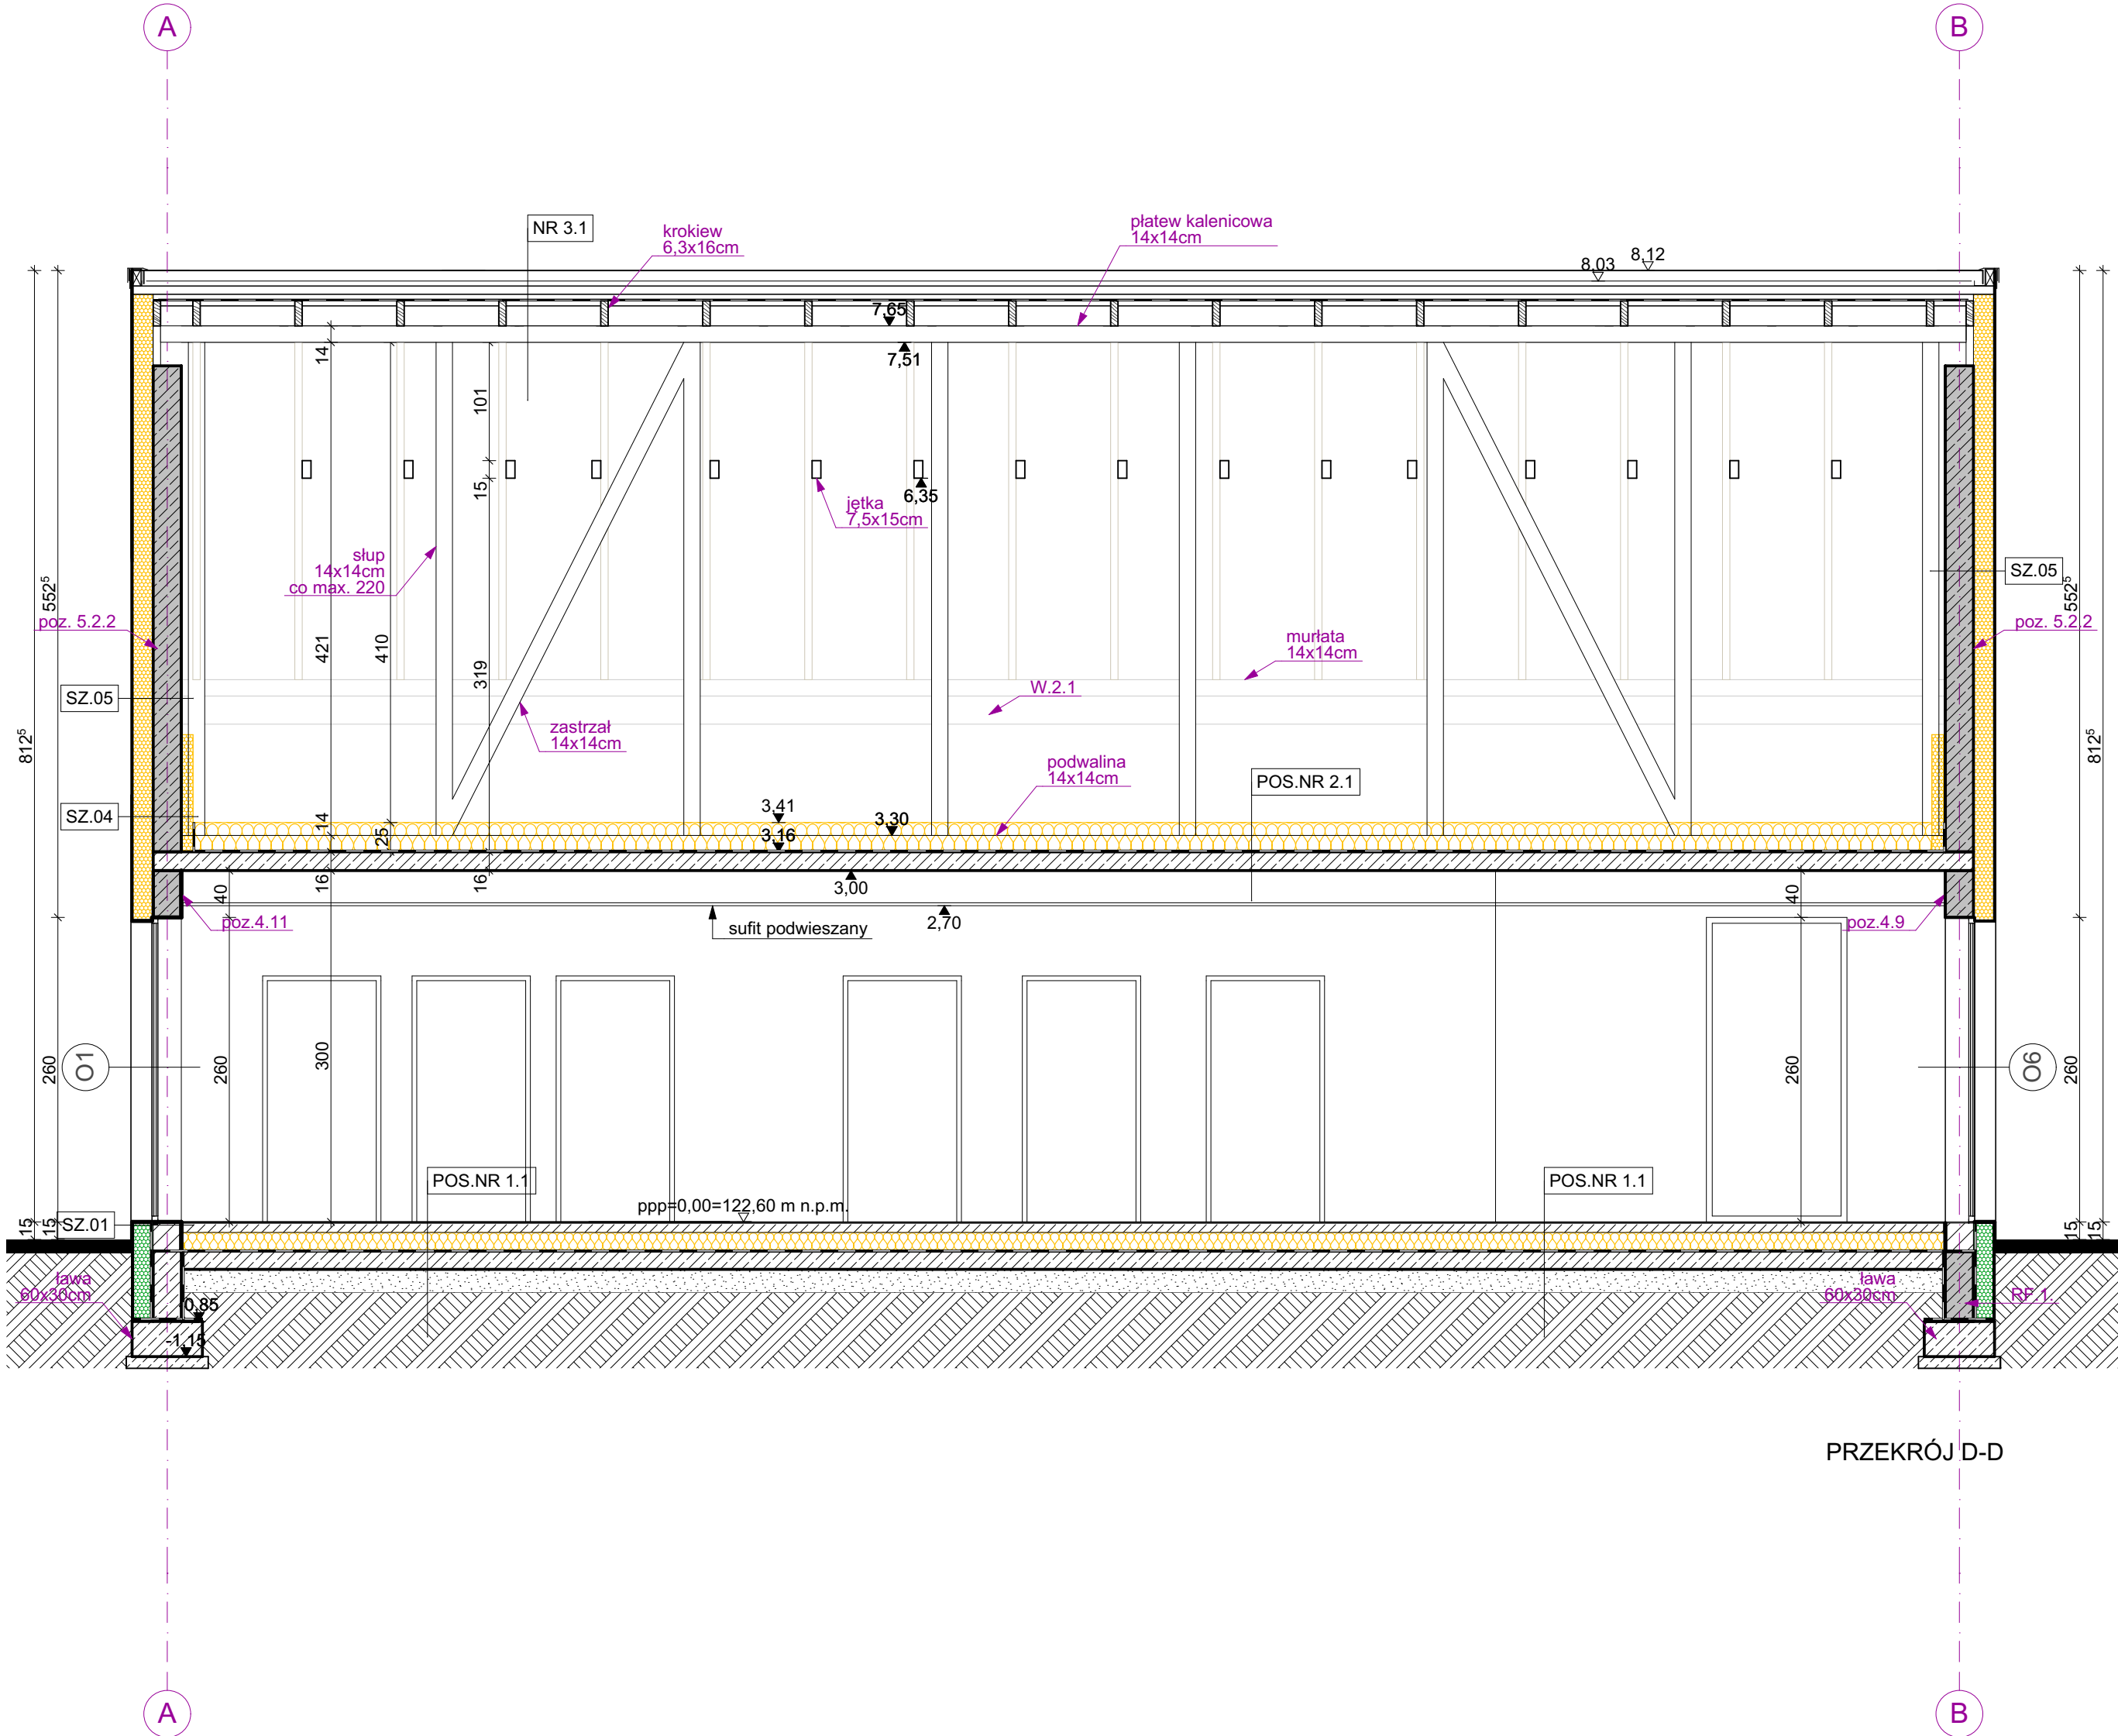 A
B
NR 3.1
krokiew
6,3x16cm
płatew kalenicowa
14x14cm
8,03
8,12
7,65
7,51
14
101
15
6,35
jętka
7,5x15cm
słup
14x14cm
co max. 220
552⁵
poz. 5.2.2
SZ.05
552⁵
poz. 5.2.2
421
410
319
murłata
14x14cm
W.2.1
SZ.05
zastrzał
14x14cm
812⁵
812⁵
podwalina
14x14cm
POS.NR 2.1
SZ.04
14
25
3,41
3,30
3,16
16
16
40
3,00
40
poz.4.11
sufit podwieszany
2,70
poz.4.9
260
O1
260
300
260
O6
260
POS.NR 1.1
POS.NR 1.1
ppp=0,00=122,60 m n.p.m.
15
15
SZ.01
15
15
ława
60x30cm
0,85
-1,15
ława
60x30cm
RF 1.
PRZEKRÓJ D-D
A
B